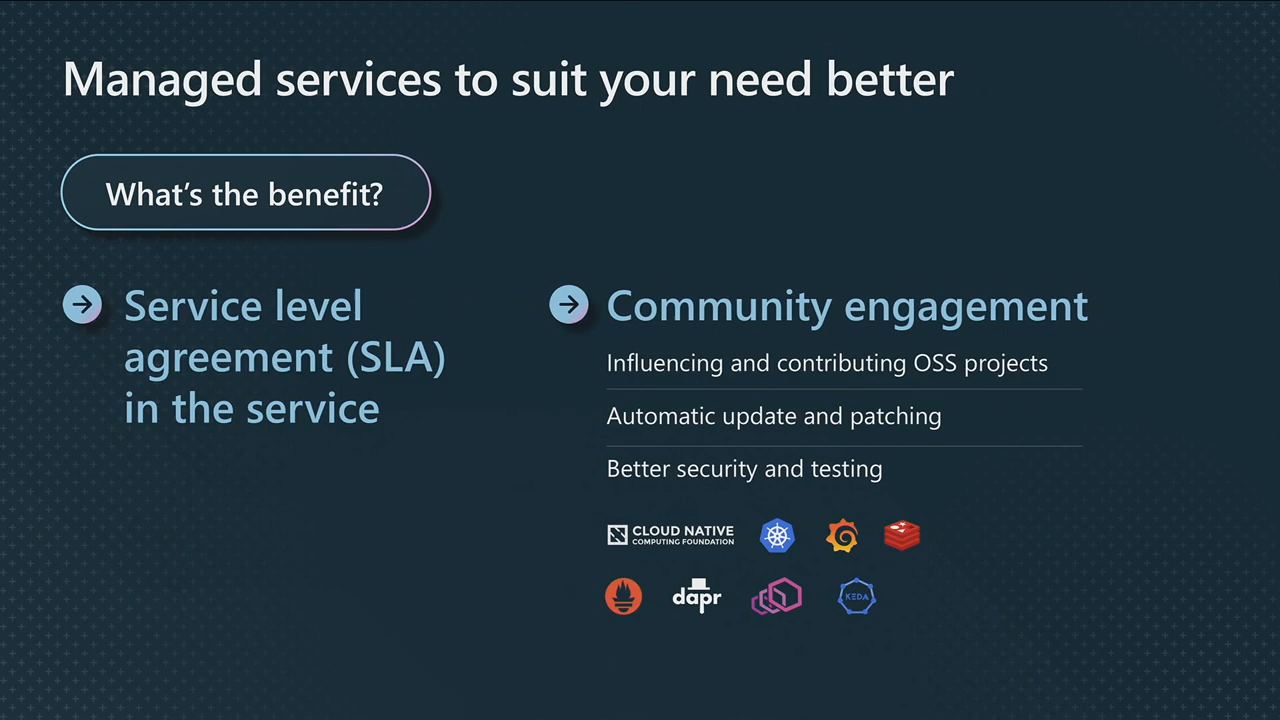 Managed services to suit your need better
What's the benefit?
Service level
agreement (SLA)
in the service
Community engagement
Influencing and contributing OSS projects
Automatic update and patching
Better security and testing
CLOUD NATIVE
COMPUTING FOUNDATION
dapr
KEDA